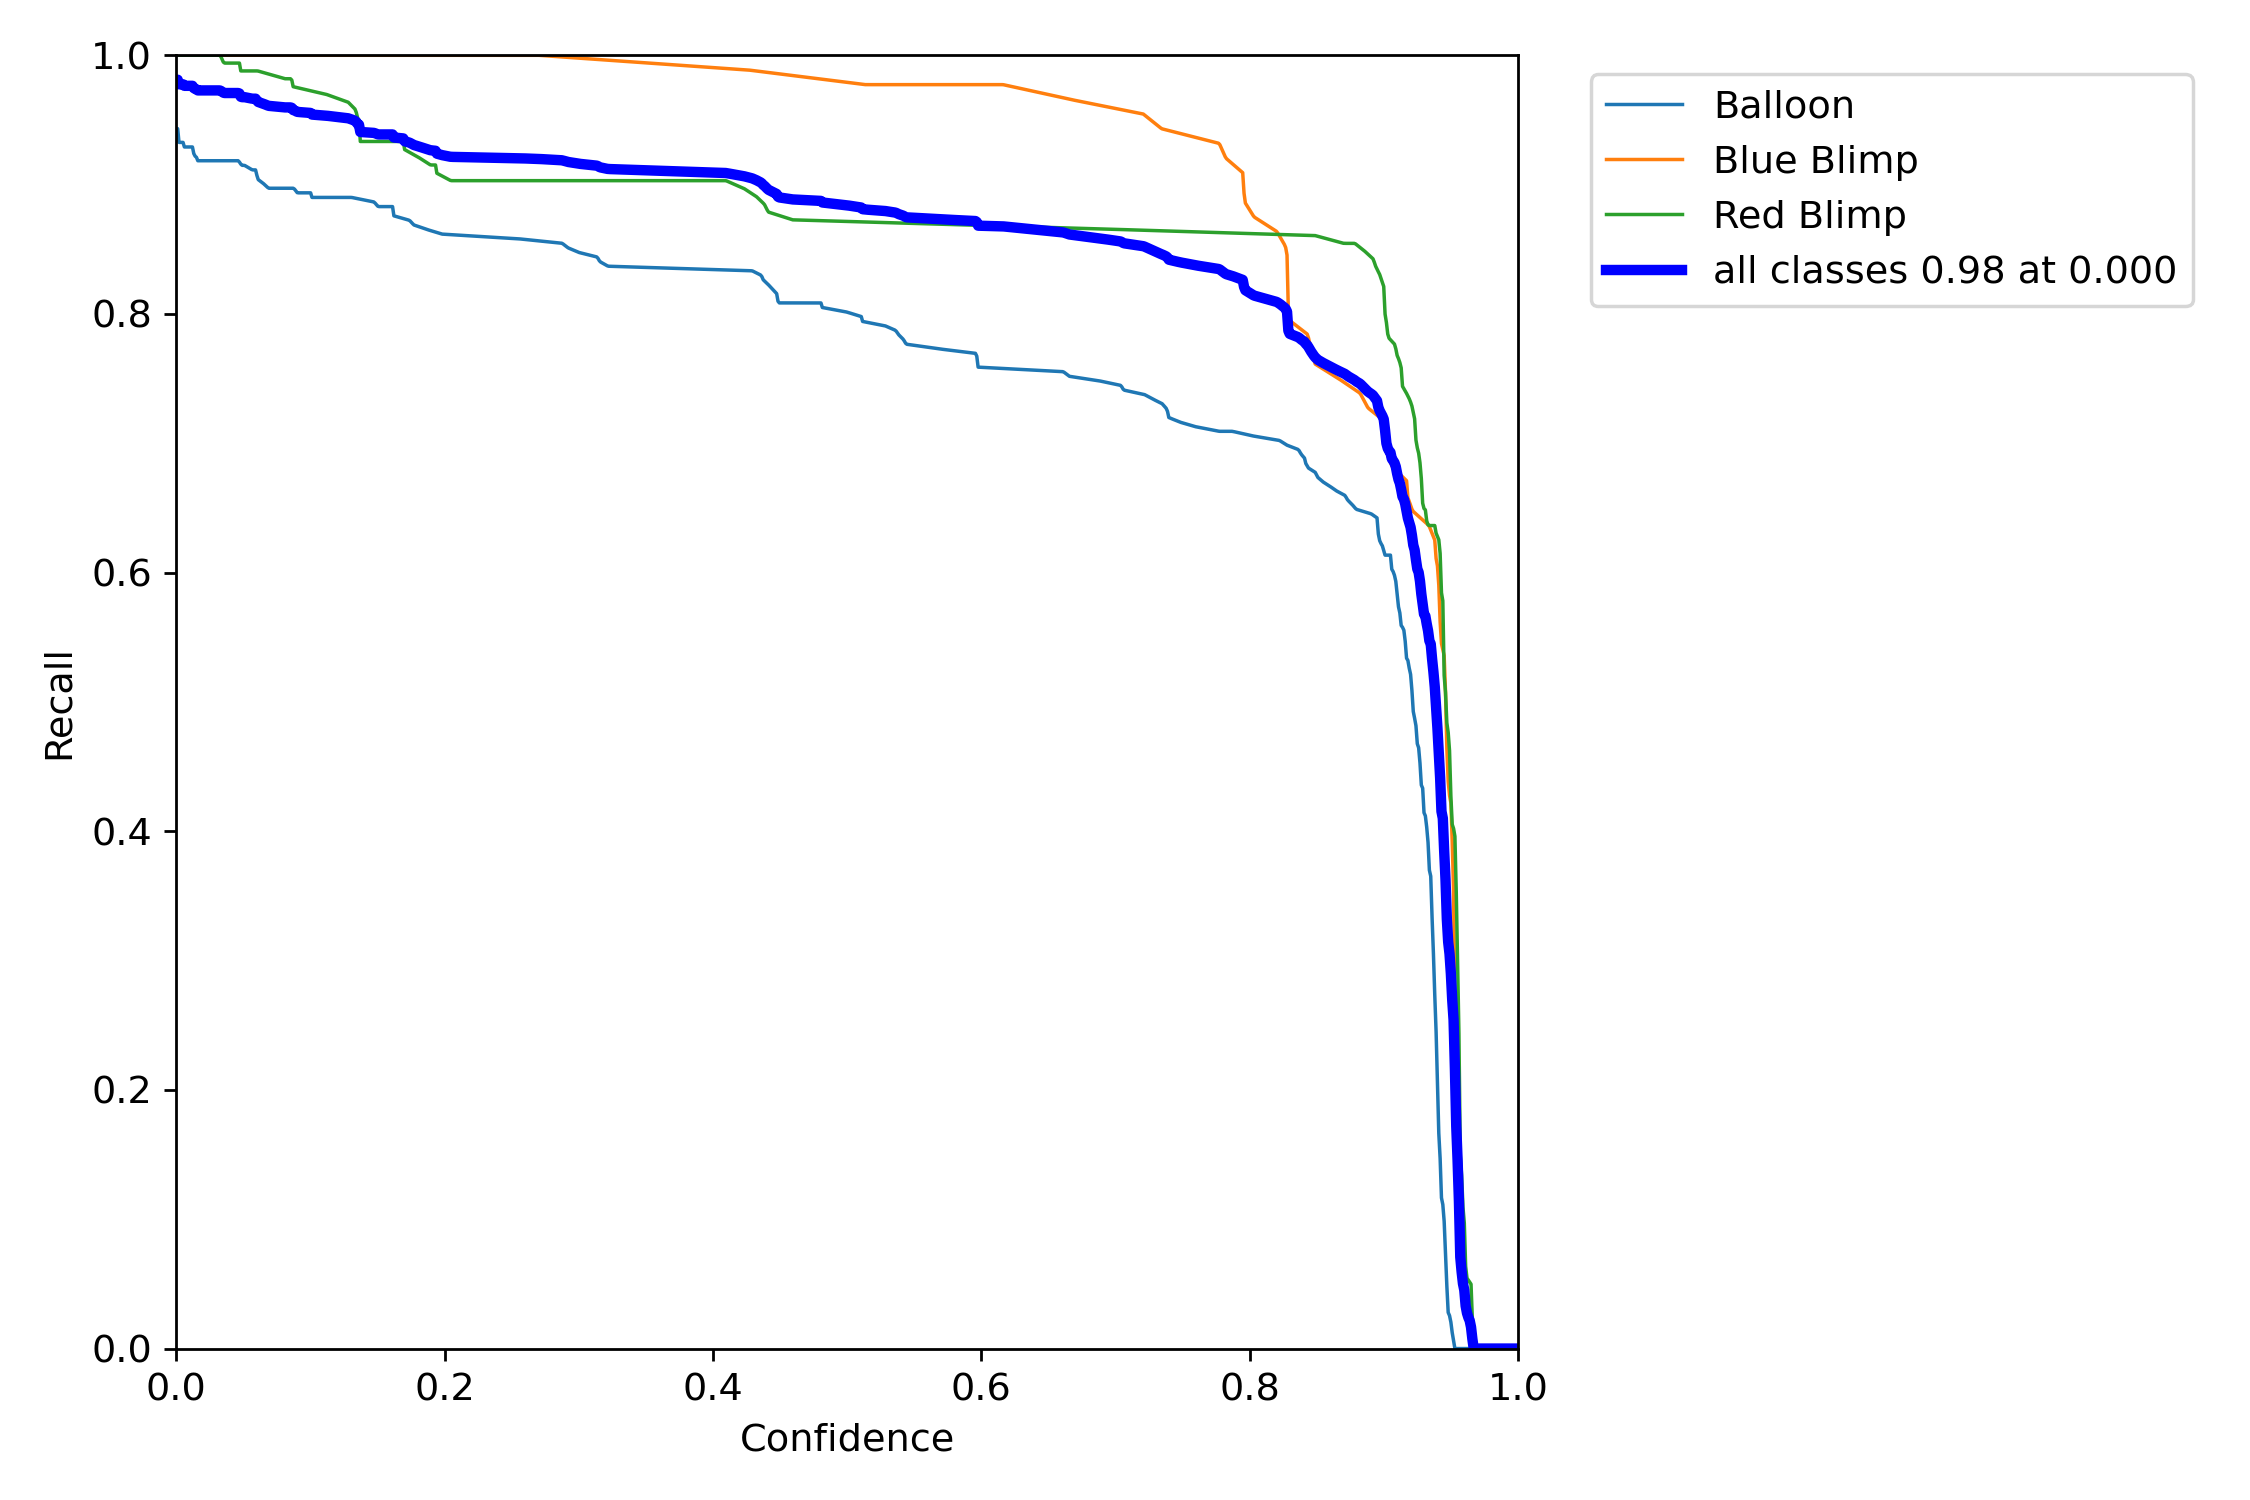 1.0
0.8
0.6
0.4
0.2
0.0
Recall
0.0 0.2 0.4 0.6 0.8 1.0
Confidence
Balloon
Blue Blimp
Red Blimp
all classes 0.98 at 0.000